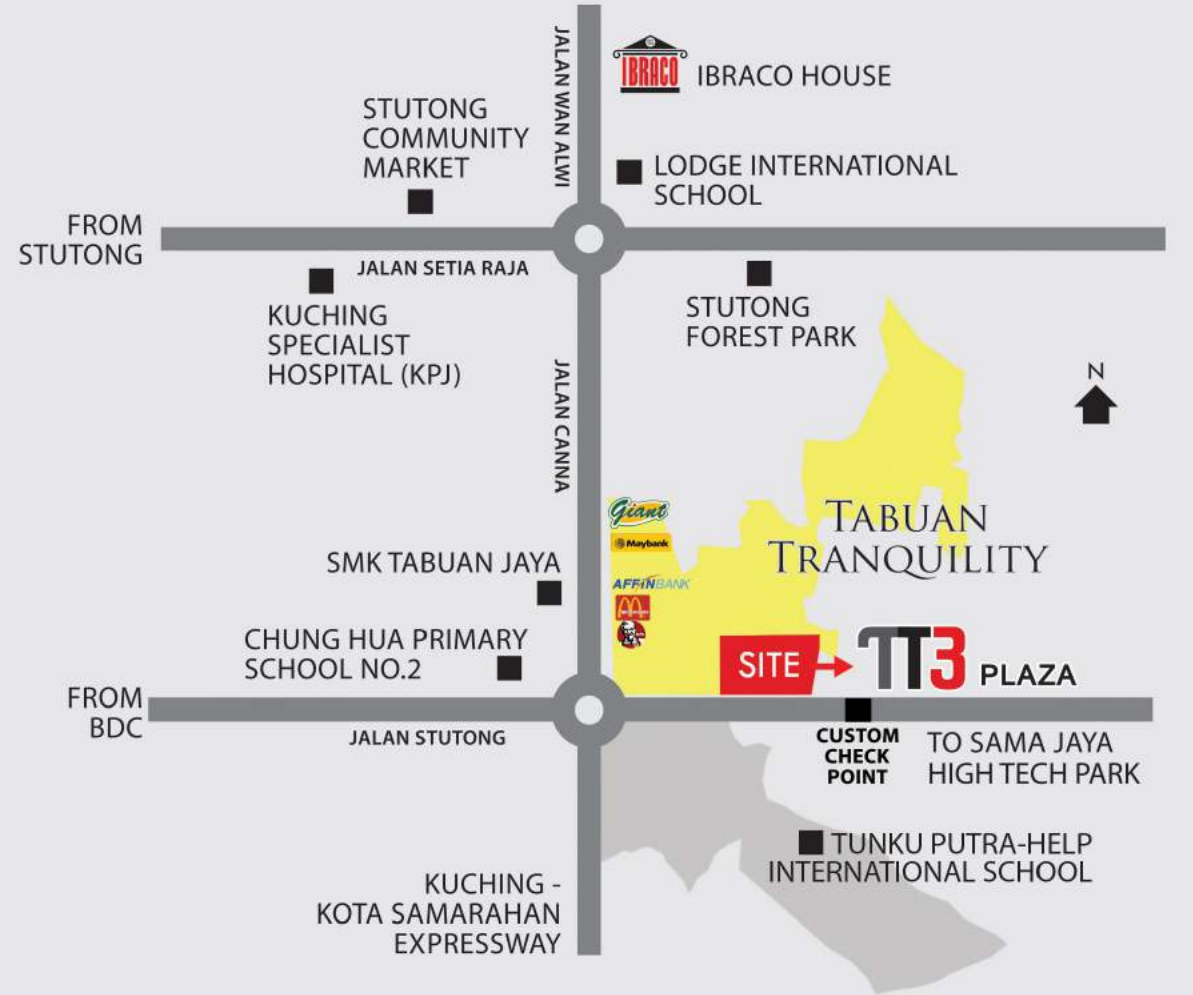 JALAN WAN ALWI
IBRACO
IBRACO HOUSE
STUTONG
COMMUNITY
MARKET
LODGE INTERNATIONAL
SCHOOL
FROM
STUTONG
JALAN SETIA RAJA
KUCHING
SPECIALIST
HOSPITAL (KPJ)
STUTONG
FOREST PARK
N
JALAN CANNA
Giant
Maybank
AFFINBANK
TABUAN
TRANQUILITY
SMK TABUAN JAYA
CHUNG HUA PRIMARY
SCHOOL NO.2
SITE
TT3 PLAZA
FROM
BDC
JALAN STUTONG
CUSTOM
CHECK
POINT
TO SAMA JAYA
HIGH TECH PARK
TUNKU PUTRA-HELP
INTERNATIONAL SCHOOL
KUCHING -
KOTA SAMARAHAN
EXPRESSWAY